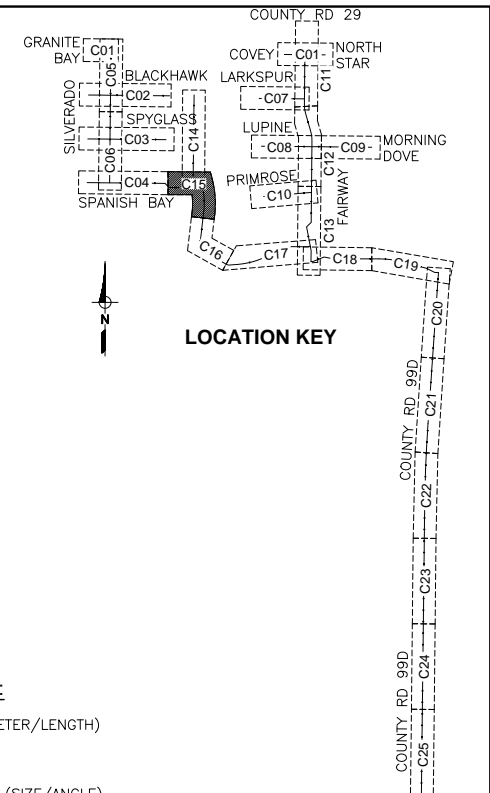 COUNTY RD 29
GRANITE BAY
C01
COVEY
C01
NORTH STAR
C05
C11
BLACKHAWK
LARKSPUR
C02
C07
SILVERADO
SPYGLASS
C14
LUPINE
C03
C08
C09
MORNING DOVE
C06
C12
PRIMROSE
C04
C15
C10
FAIRWAY
SPANISH BAY
C13
C16
C17
C18
C19
N
C20
LOCATION KEY
COUNTY RD 99D
C21
C22
C23
COUNTY RD 99D
C24
ETER/LENGTH)
C25
(SIZE/ANGLE)